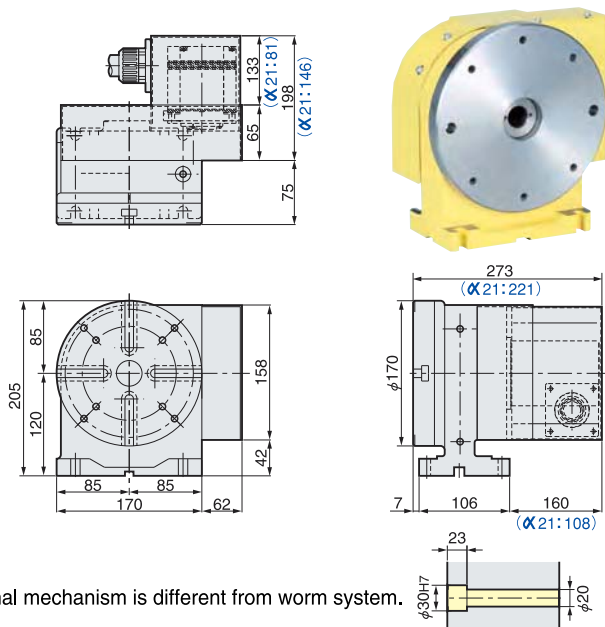 133
(α21:81)
198
(α21:146)
65
75
273
(α21:221)
205
85
120
158
42
85
85
170
62
φ170
7
106
160
(α21:108)
23
φ30H7
φ20
nal mechanism is different from worm system.